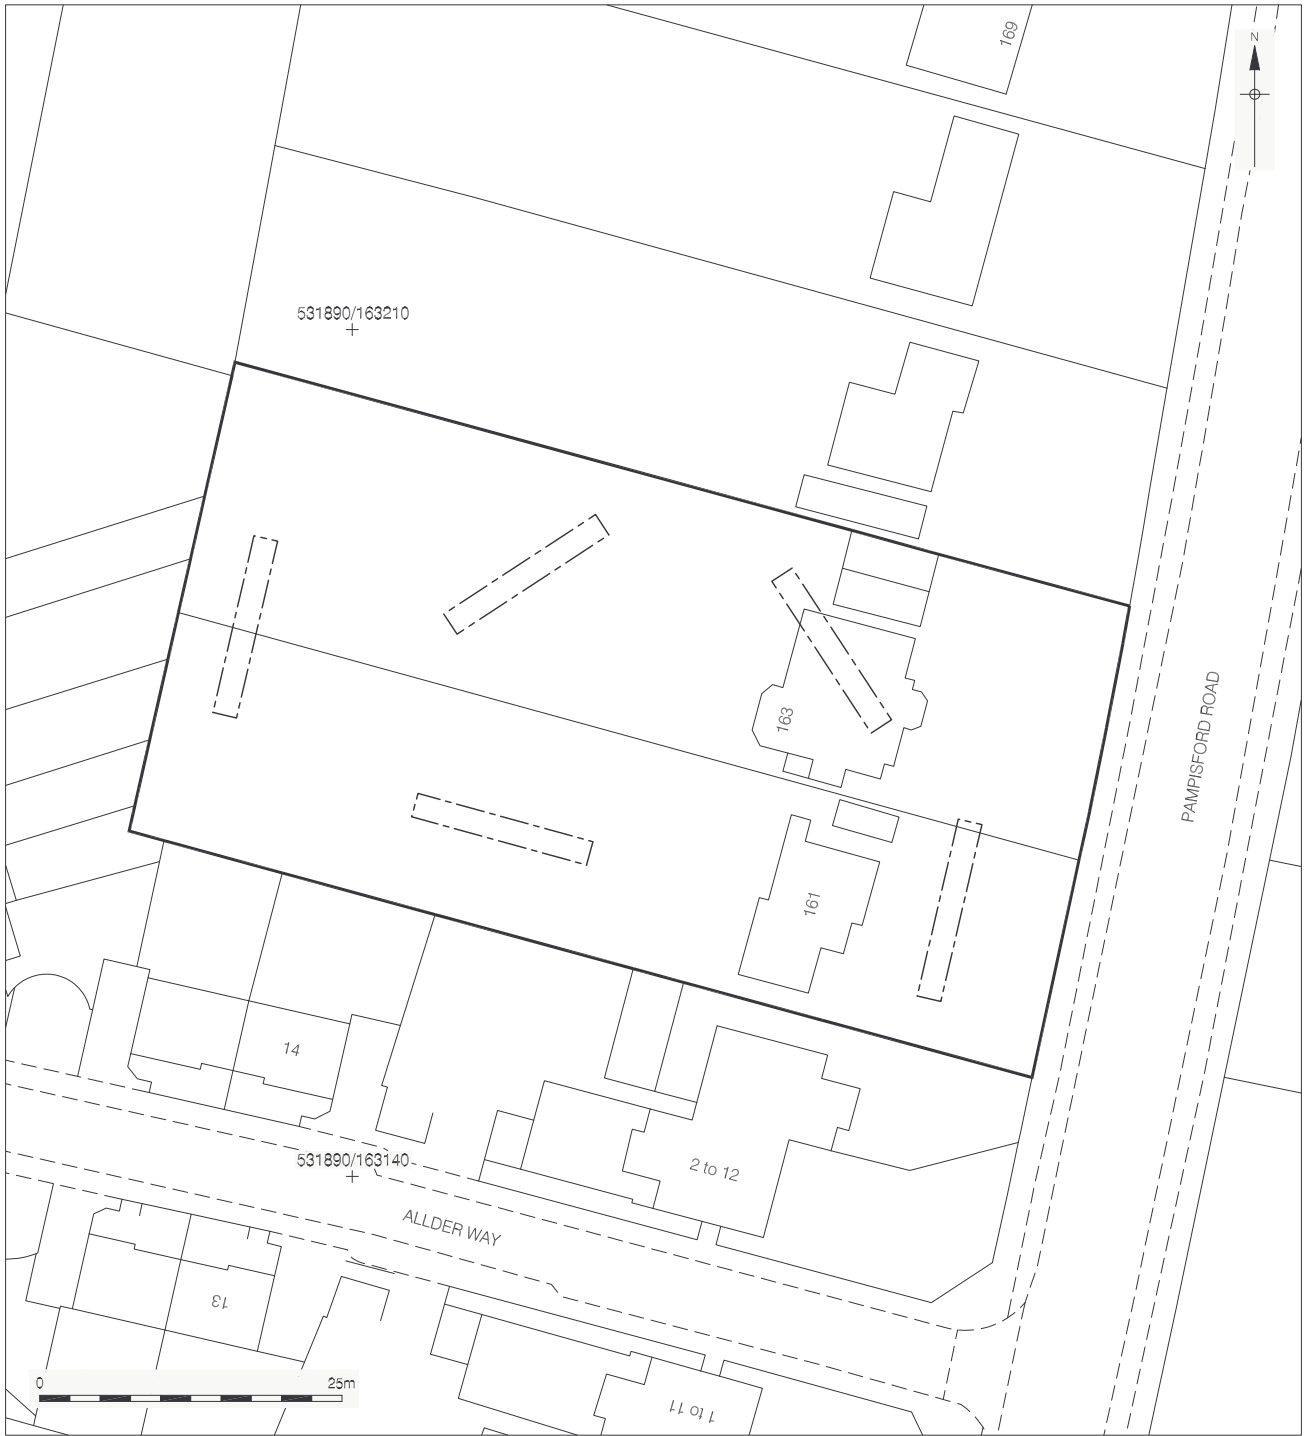 169
N
531890/163210
PAMPISFORD ROAD
163
161
14
2 to 12
531890/163140
ALLDER WAY
13
1 to 11
0 25m